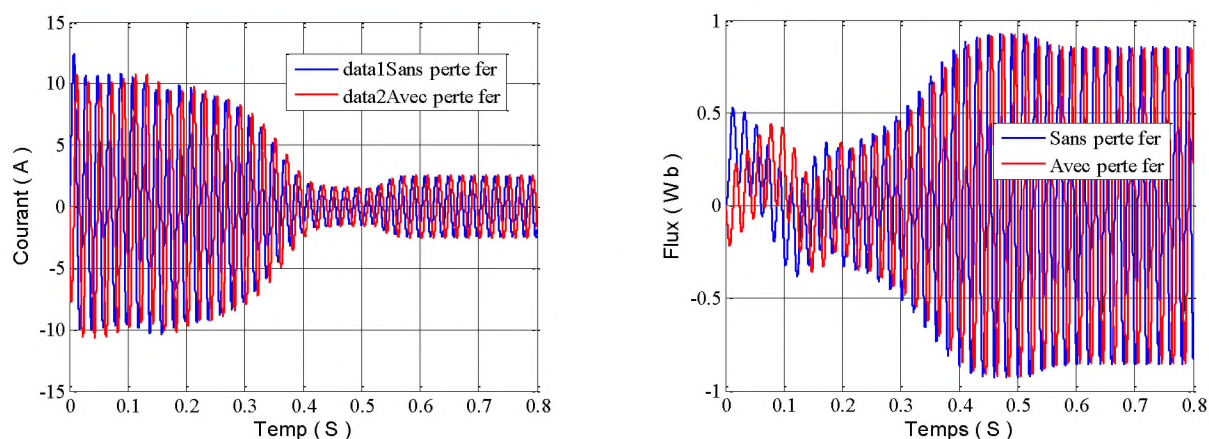 15
10
5
0
-5
-10
-15
Courant ( A )
data1Sans perte fer
data2Avec perte fer
0 0.1 0.2 0.3 0.4 0.5 0.6 0.7 0.8
Temp ( S )
1
0.5
0
-0.5
-1
Flux ( Wb )
Sans perte fer
Avec perte fer
0 0.1 0.2 0.3 0.4 0.5 0.6 0.7 0.8
Temps ( S )